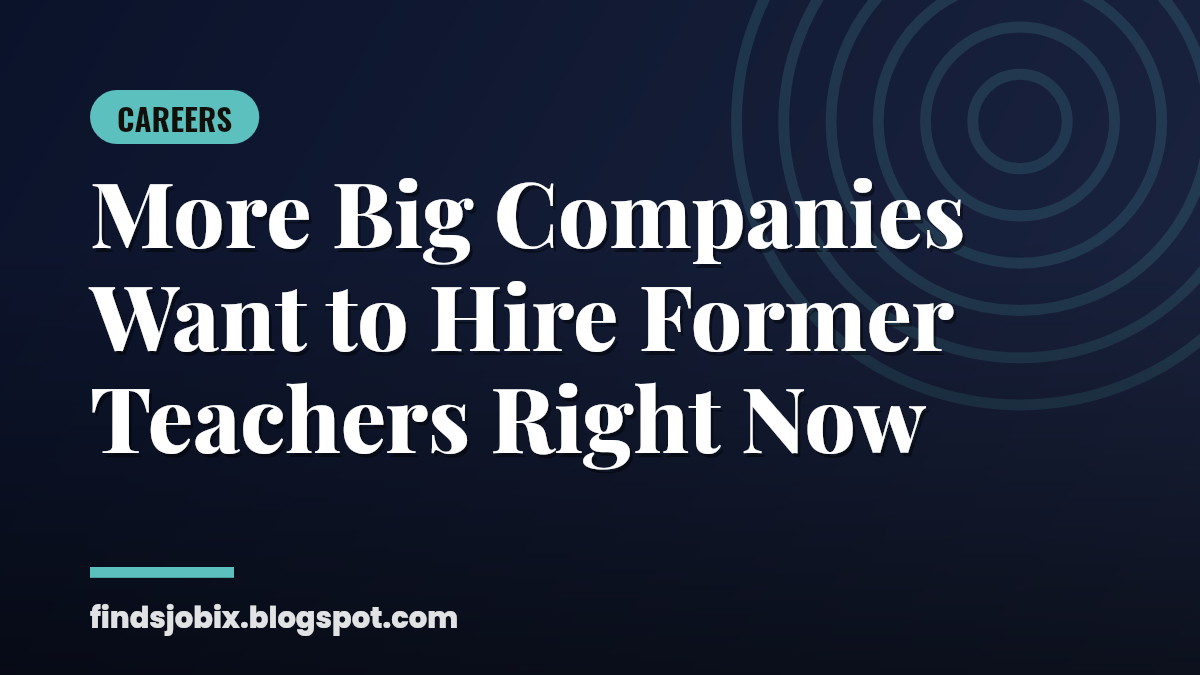 CAREERS
More Big Companies
Want to Hire Former
Teachers Right Now
findsjobix.blogspot.com